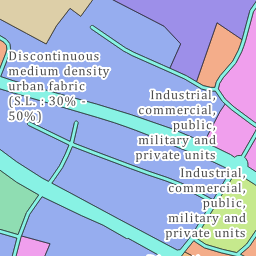 Discontinuous
medium density
urban fabric
(S.L. : 30% -
50%)
Industrial,
commercial,
public,
military and
private units
Industrial,
commercial,
public,
military and
private units